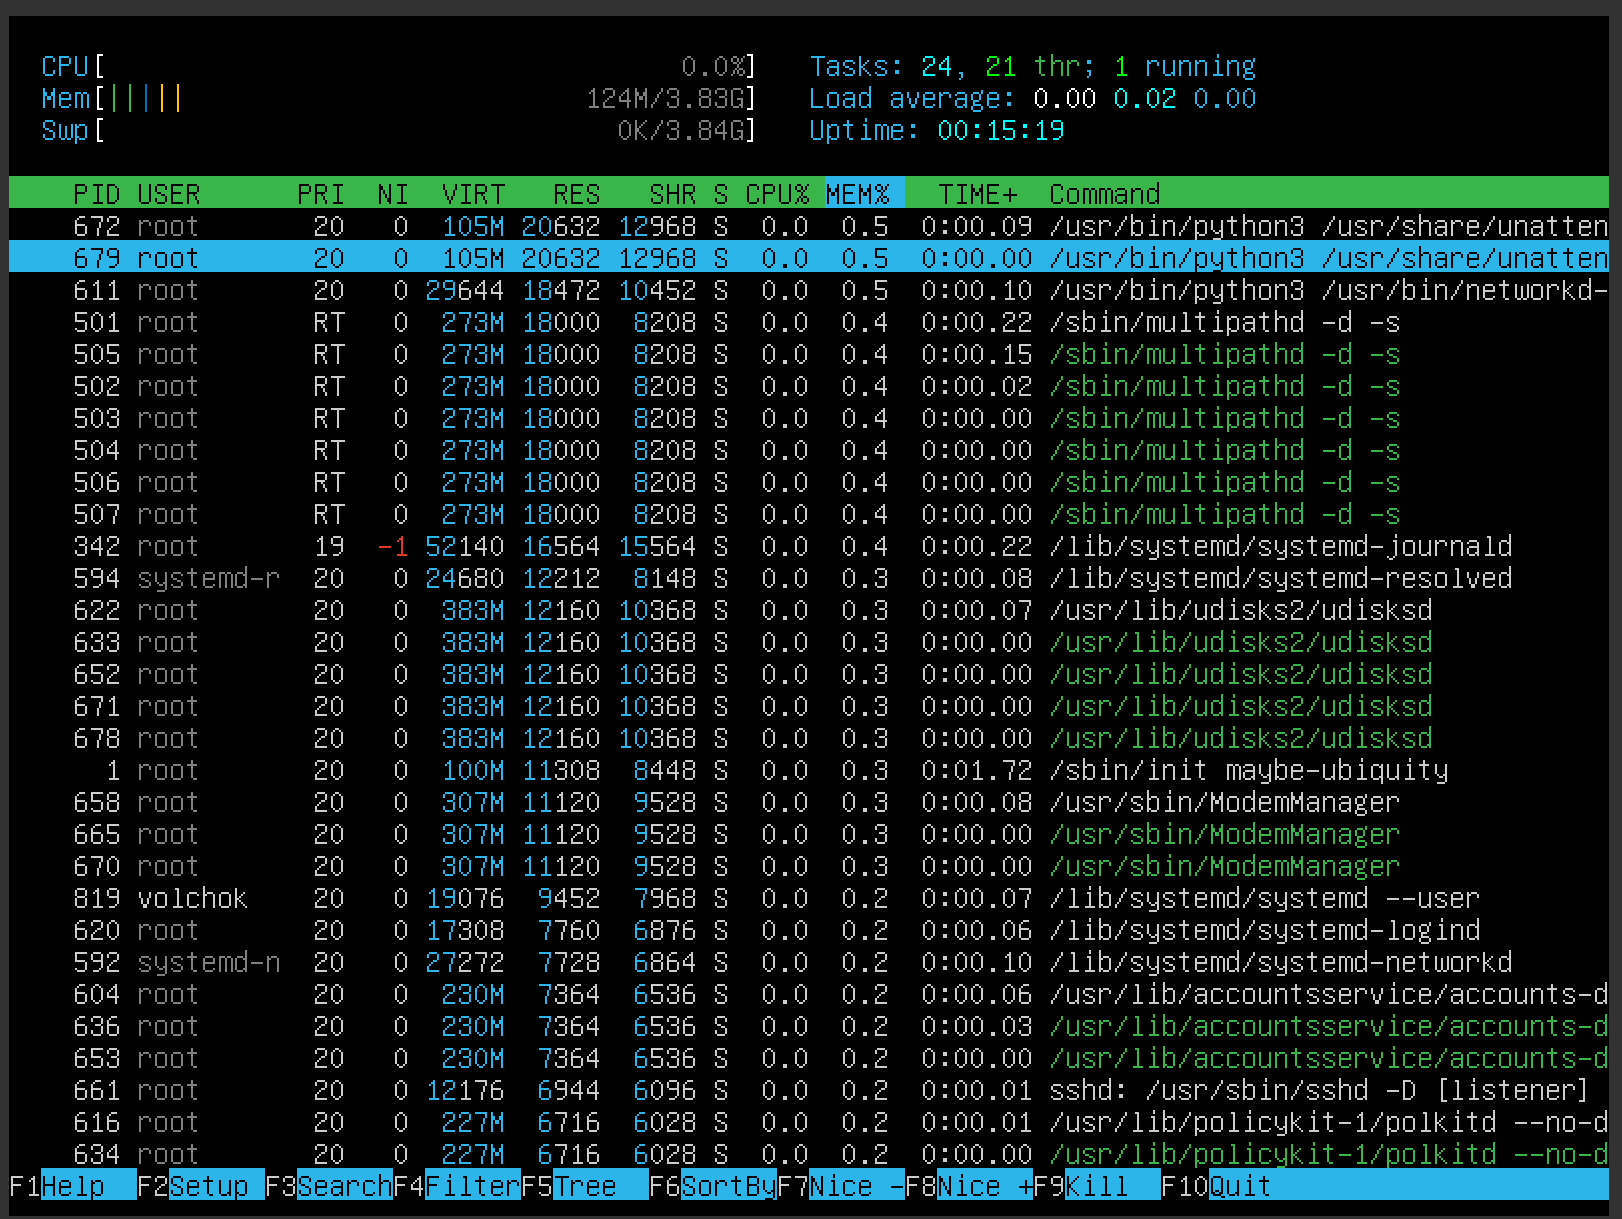 CPU[ 0.0%] Tasks: 24, 21 thr; 1 running
Mem[||||| 124M/3.83G] Load average: 0.00 0.02 0.00
Swp[ 0K/3.84G] Uptime: 00:15:19
PID USER PRI NI VIRT RES SHR S CPU% MEM% TIME+ Command
672 root 20 0 105M 20632 12968 S 0.0 0.5 0:00.09 /usr/bin/python3 /usr/share/unatten
679 root 20 0 105M 20632 12968 S 0.0 0.5 0:00.00 /usr/bin/python3 /usr/share/unatten
611 root 20 0 29644 18472 10452 S 0.0 0.5 0:00.10 /usr/bin/python3 /usr/bin/networkd-
501 root RT 0 273M 18000 8208 S 0.0 0.4 0:00.22 /sbin/multipathd -d -s
505 root RT 0 273M 18000 8208 S 0.0 0.4 0:00.15 /sbin/multipathd -d -s
502 root RT 0 273M 18000 8208 S 0.0 0.4 0:00.02 /sbin/multipathd -d -s
503 root RT 0 273M 18000 8208 S 0.0 0.4 0:00.00 /sbin/multipathd -d -s
504 root RT 0 273M 18000 8208 S 0.0 0.4 0:00.00 /sbin/multipathd -d -s
506 root RT 0 273M 18000 8208 S 0.0 0.4 0:00.00 /sbin/multipathd -d -s
507 root RT 0 273M 18000 8208 S 0.0 0.4 0:00.00 /sbin/multipathd -d -s
342 root 19 -1 52140 16564 15564 S 0.0 0.4 0:00.22 /lib/systemd/systemd-journald
594 systemd-r 20 0 24680 12212 8148 S 0.0 0.3 0:00.08 /lib/systemd/systemd-resolved
622 root 20 0 383M 12160 10368 S 0.0 0.3 0:00.07 /usr/lib/udisks2/udisksd
633 root 20 0 383M 12160 10368 S 0.0 0.3 0:00.00 /usr/lib/udisks2/udisksd
652 root 20 0 383M 12160 10368 S 0.0 0.3 0:00.00 /usr/lib/udisks2/udisksd
671 root 20 0 383M 12160 10368 S 0.0 0.3 0:00.00 /usr/lib/udisks2/udisksd
678 root 20 0 383M 12160 10368 S 0.0 0.3 0:00.00 /usr/lib/udisks2/udisksd
1 root 20 0 100M 11308 8448 S 0.0 0.3 0:01.72 /sbin/init maybe-ubiquity
658 root 20 0 307M 11120 9528 S 0.0 0.3 0:00.08 /usr/sbin/ModemManager
665 root 20 0 307M 11120 9528 S 0.0 0.3 0:00.00 /usr/sbin/ModemManager
670 root 20 0 307M 11120 9528 S 0.0 0.3 0:00.00 /usr/sbin/ModemManager
819 volchok 20 0 19076 9452 7968 S 0.0 0.2 0:00.07 /lib/systemd/systemd --user
620 root 20 0 17308 7760 6876 S 0.0 0.2 0:00.06 /lib/systemd/systemd-logind
592 systemd-n 20 0 27272 7728 6864 S 0.0 0.2 0:00.10 /lib/systemd/systemd-networkd
604 root 20 0 230M 7364 6536 S 0.0 0.2 0:00.06 /usr/lib/accountsservice/accounts-d
636 root 20 0 230M 7364 6536 S 0.0 0.2 0:00.03 /usr/lib/accountsservice/accounts-d
653 root 20 0 230M 7364 6536 S 0.0 0.2 0:00.00 /usr/lib/accountsservice/accounts-d
661 root 20 0 12176 6944 6096 S 0.0 0.2 0:00.01 sshd: /usr/sbin/sshd -D [listener]
616 root 20 0 227M 6716 6028 S 0.0 0.2 0:00.01 /usr/lib/policykit-1/polkitd --no-d
634 root 20 0 227M 6716 6028 S 0.0 0.2 0:00.00 /usr/lib/policykit-1/polkitd --no-d
F1Help F2Setup F3SearchF4FilterF5Tree F6SortByF7Nice -F8Nice +F9Kill F10Quit